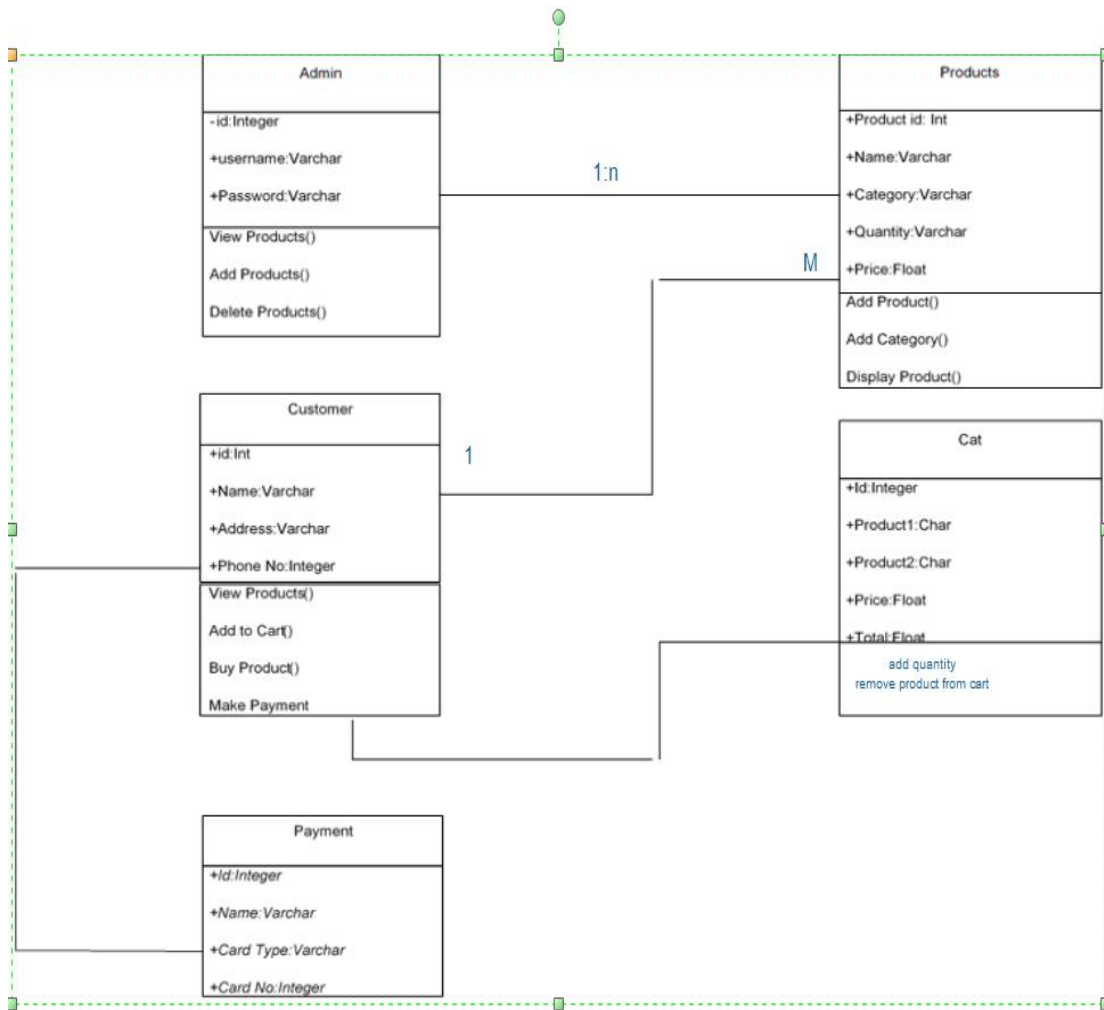 Admin
-id:Integer
+username:Varchar
+Password:Varchar
View Products()
Add Products()
Delete Products()
1:n
Products
+Product id: Int
+Name:Varchar
+Category:Varchar
+Quantity:Varchar
+Price:Float
Add Product()
Add Category()
Display Product()
M
Customer
+id:Int
+Name:Varchar
+Address:Varchar
+Phone No:Integer
View Products()
Add to Cart()
Buy Product()
Make Payment
1
Cat
+Id:Integer
+Product1:Char
+Product2:Char
+Price:Float
+Total:Float
add quantity
remove product from cart
Payment
+Id:Integer
+Name:Varchar
+Card Type:Varchar
+Card No:Integer